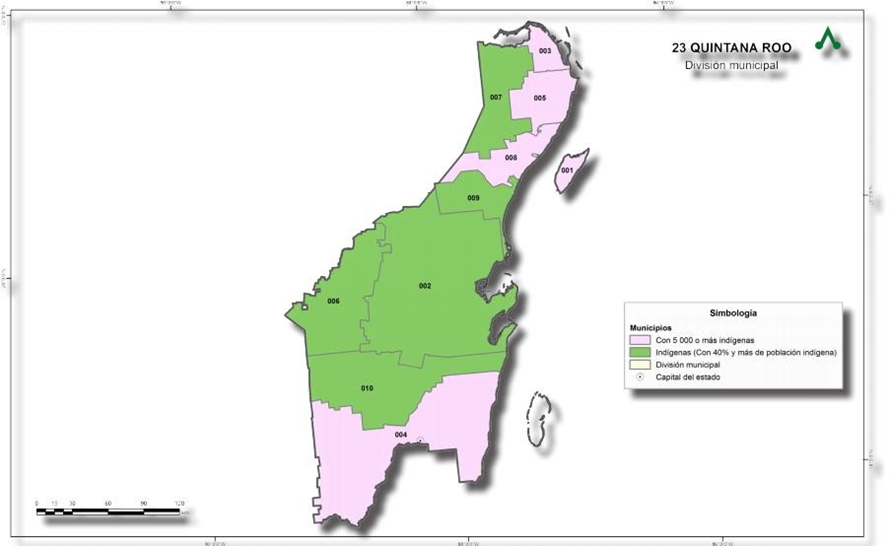 23 QUINTANA ROO
División municipal
003
007
005
008
001
009
002
006
010
004
Simbología
Municipios
Con 5 000 o más indígenas
Indígenas (Con 40% y más de población indígena)
División municipal
Capital del estado
0 15 30 60 90 120